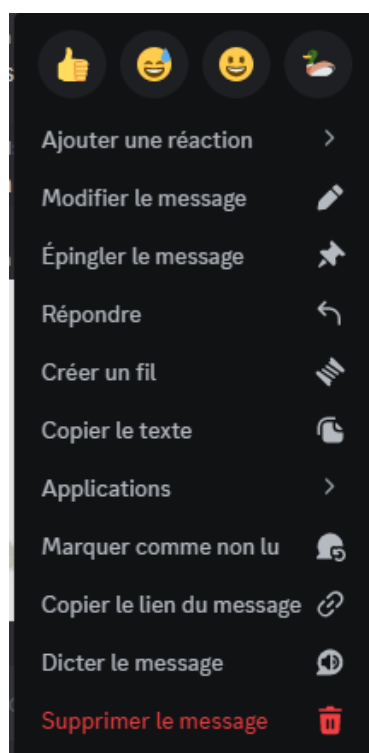 Ajouter une réaction
Modifier le message
Épingler le message
Répondre
Créer un fil
Copier le texte
Applications
Marquer comme non lu
Copier le lien du message
Dicter le message
Supprimer le message